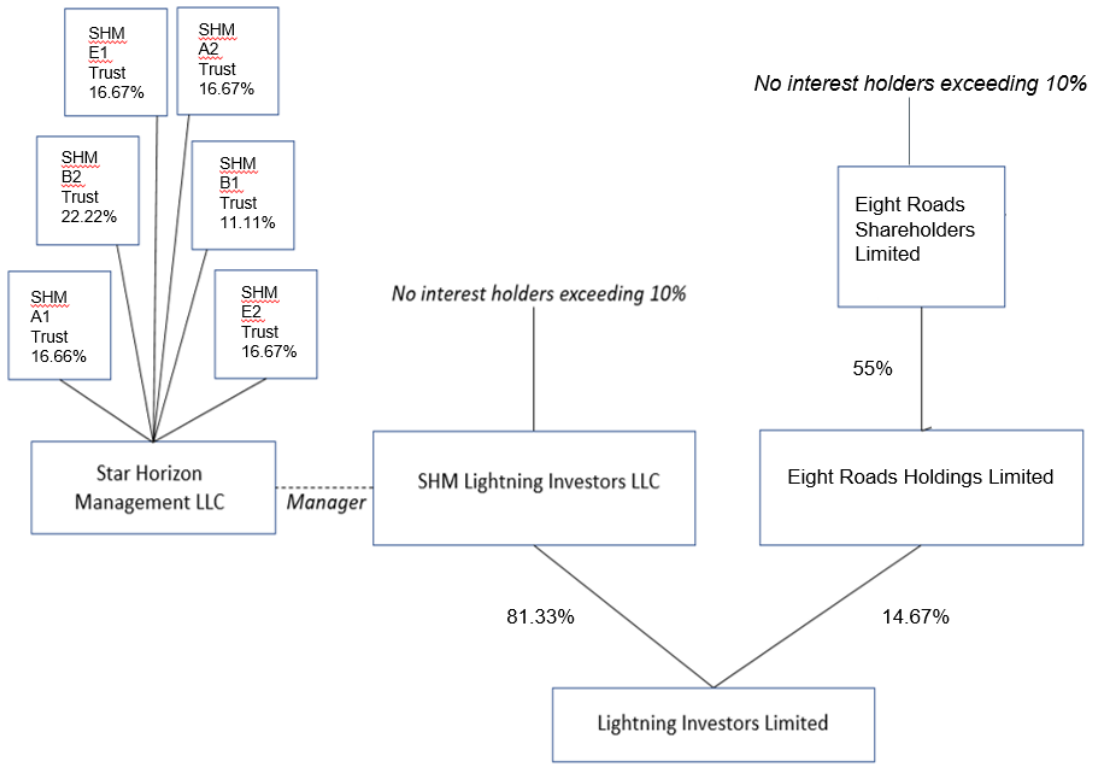 SHM
E1
Trust
16.67%
SHM
A2
Trust
16.67%
No interest holders exceeding 10%
SHM
B2
Trust
22.22%
SHM
B1
Trust
11.11%
Eight Roads
Shareholders
Limited
SHM
A1
Trust
16.66%
SHM
E2
Trust
16.67%
No interest holders exceeding 10%
55%
Star Horizon
Management LLC
Manager
SHM Lightning Investors LLC
Eight Roads Holdings Limited
81.33%
14.67%
Lightning Investors Limited